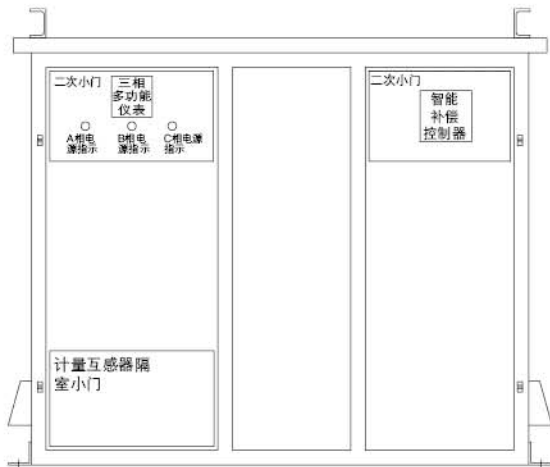 二次小门
三相
多功能
仪表
A相电
源指示
B相电
源指示
C相电源
指示
计量互感器隔
室小门
二次小门
智能
补偿
控制器